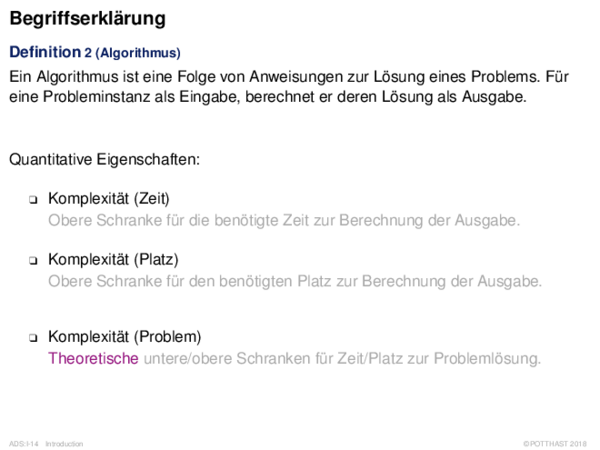 Begriffserklärung
Definition 2 (Algorithmus)
Ein Algorithmus ist eine Folge von Anweisungen zur Lösung eines Problems. Für
eine Probleminstanz als Eingabe, berechnet er deren Lösung als Ausgabe.
Quantitative Eigenschaften:
❑ Komplexität (Zeit)
Obere Schranke für die benötigte Zeit zur Berechnung der Ausgabe.
❑ Komplexität (Platz)
Obere Schranke für den benötigten Platz zur Berechnung der Ausgabe.
❑ Komplexität (Problem)
Theoretische untere/obere Schranken für Zeit/Platz zur Problemlösung.
ADS:I-14 Introduction © POTTHAST 2018